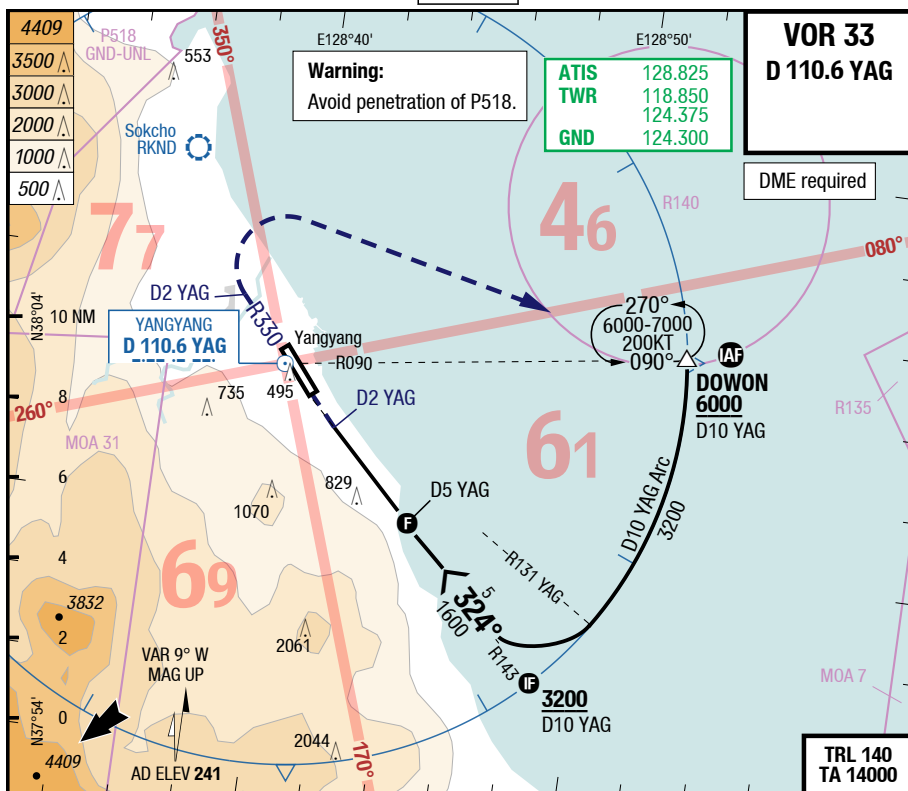 4409
3500
3000
2000
1000
500
P518
GND-UNL
553
350°
E128°40'
E128°50'
Warning:
Avoid penetration of P518.
ATIS 128.825
TWR 118.850
124.375
GND 124.300
VOR 33
D 110.6 YAG
DME required
Sokcho
RKND
77
46
R140
080°
D2 YAG
R330
N38°04'
10 NM
YANGYANG
D 110.6 YAG
Yangyang
R090
270°
6000-7000
200KT
090°
IAF
DOWON
6000
D10 YAG
8
735
495
D2 YAG
260°
MOA 31
R135
61
6
1070
829
D5 YAG
F
D10 YAG Arc
3200
4
69
R131 YAG
5
324°
1600
3832
2
2061
R143
VAR 9° W
MAG UP
IF
3200
D10 YAG
MOA 7
N37°54'
0
2044
170°
4409
AD ELEV 241
TRL 140
TA 14000